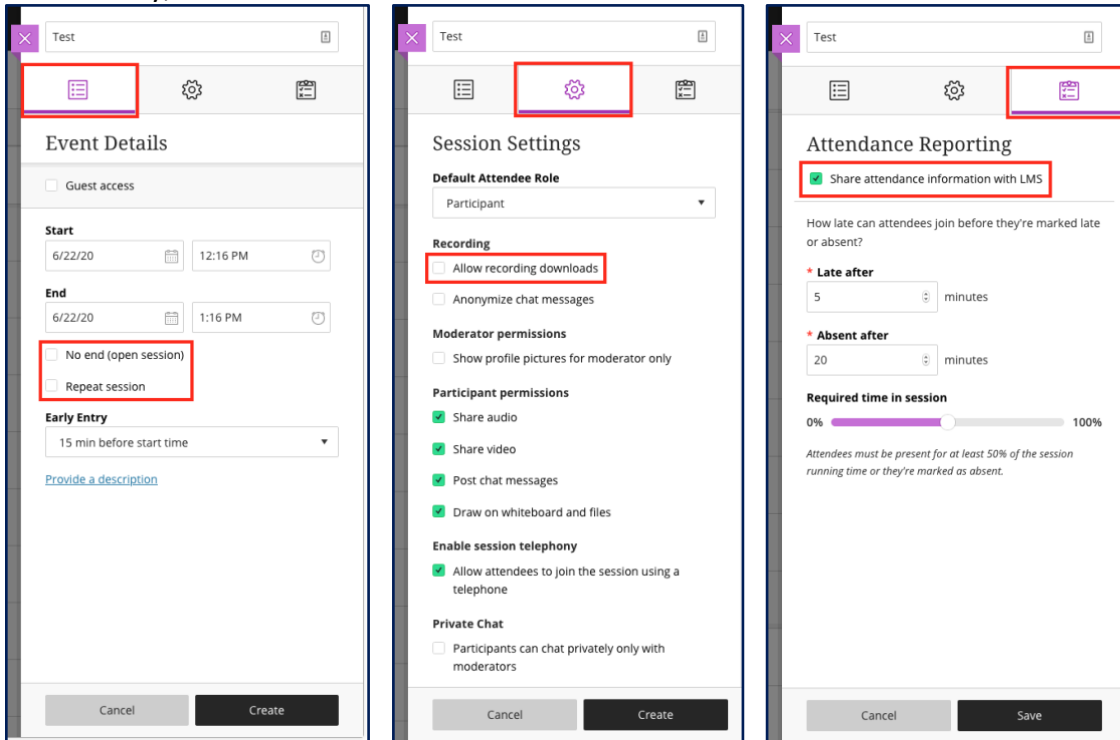 Test
Event Details
Guest access
Start
6/22/20
12:16 PM
End
6/22/20
1:16 PM
No end (open session)
Repeat session
Early Entry
15 min before start time
Provide a description
Cancel
Create
Test
Session Settings
Default Attendee Role
Participant
Recording
Allow recording downloads
Anonymize chat messages
Moderator permissions
Show profile pictures for moderator only
Participant permissions
Share audio
Share video
Post chat messages
Draw on whiteboard and files
Enable session telephony
Allow attendees to join the session using a
telephone
Private Chat
Participants can chat privately only with
moderators
Cancel
Create
Test
Attendance Reporting
Share attendance information with LMS
How late can attendees join before they're marked late
or absent?
* Late after
5
minutes
* Absent after
20
minutes
Required time in session
0%
100%
Attendees must be present for at least 50% of the session
running time or they're marked as absent.
Cancel
Save